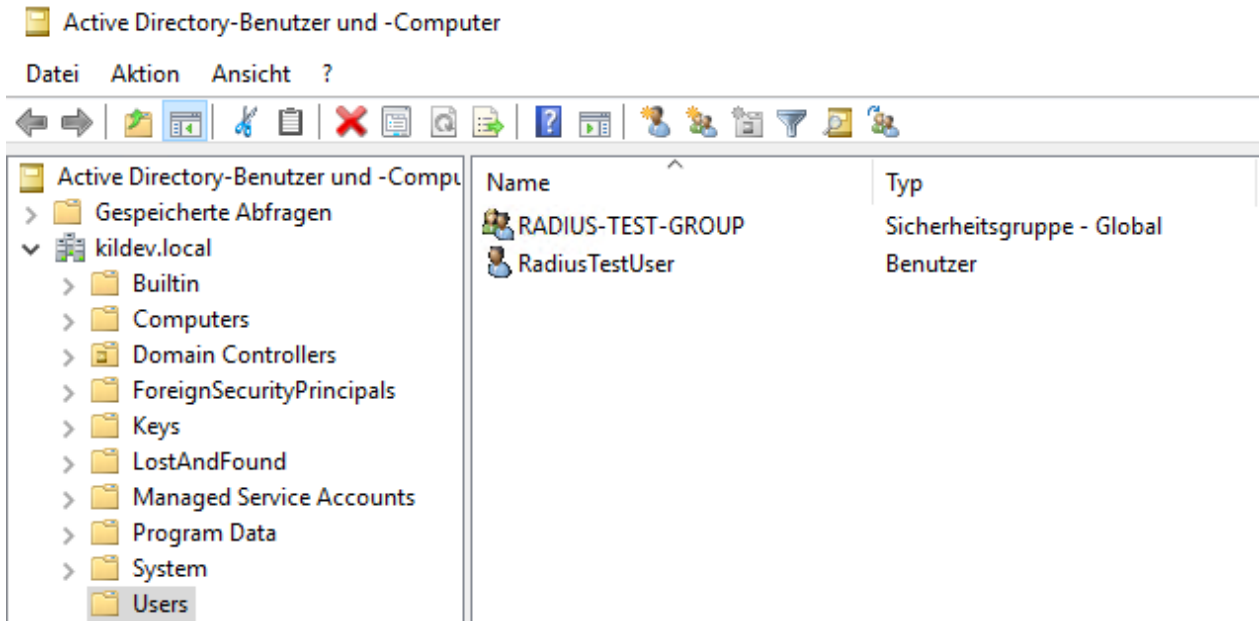 Active Directory-Benutzer und -Computer
Datei Aktion Ansicht ?
Active Directory-Benutzer und -Compu
Gespeicherte Abfragen
kildev.local
Builtin
Computers
Domain Controllers
ForeignSecurityPrincipals
Keys
LostAndFound
Managed Service Accounts
Program Data
System
Users
Name Typ
RADIUS-TEST-GROUP Sicherheitsgruppe - Global
RadiusTestUser Benutzer